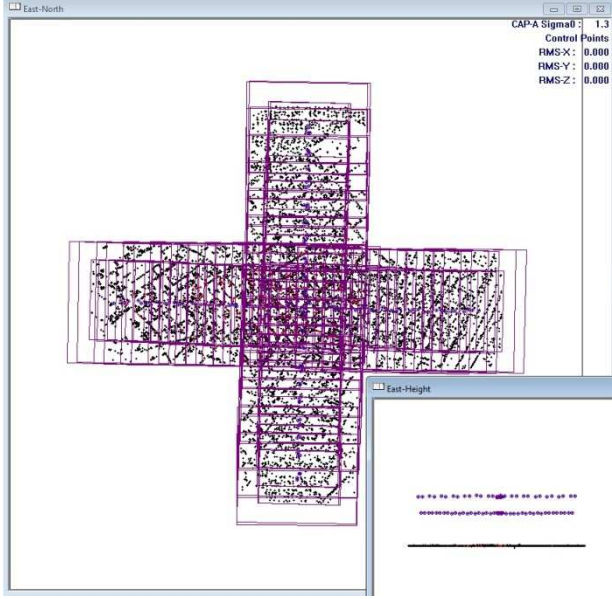 East-North
CAP-A Sigma0 : 1.3
Control Points
RMS-X : 0.000
RMS-Y : 0.000
RMS-Z : 0.000
East-Height